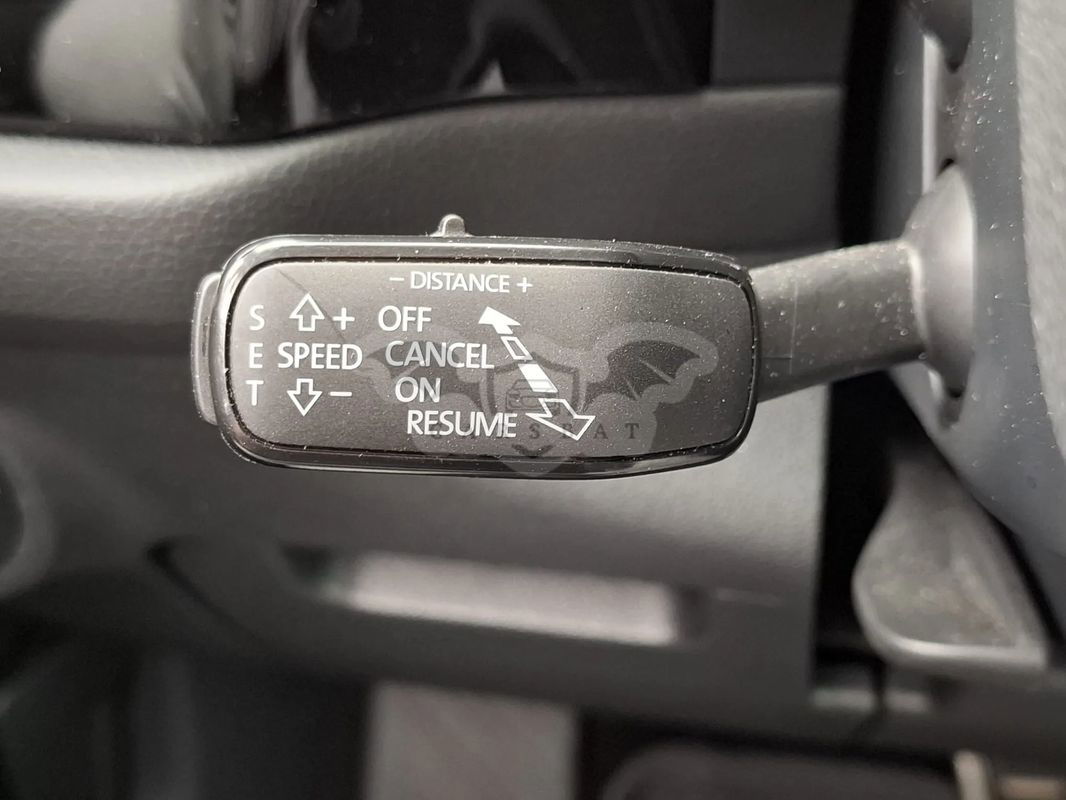 − DISTANCE +
S + OFF
E SPEED CANCEL
T − ON
RESUME